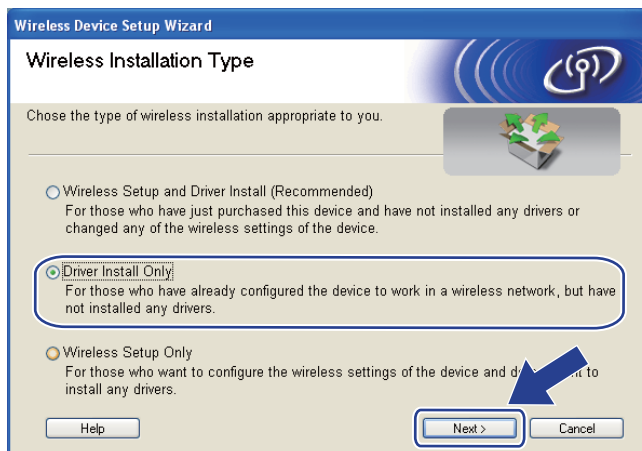 Wireless Device Setup Wizard
Wireless Installation Type
Chose the type of wireless installation appropriate to you.
Wireless Setup and Driver Install (Recommended)
For those who have just purchased this device and have not installed any drivers or
changed any of the wireless settings of the device.
Driver Install Only
For those who have already configured the device to work in a wireless network, but have
not installed any drivers.
Wireless Setup Only
For those who want to configure the wireless settings of the device and to
install any drivers.
Help
Next >
Cancel